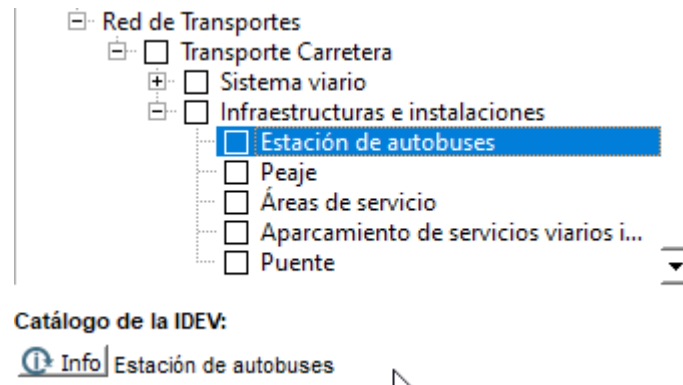 Red de Transportes
Transporte Carretera
Sistema viario
Infraestructuras e instalaciones
Estación de autobuses
Peaje
Áreas de servicio
Aparcamiento de servicios viarios i...
Puente
Catálogo de la IDEV:
Info Estación de autobuses